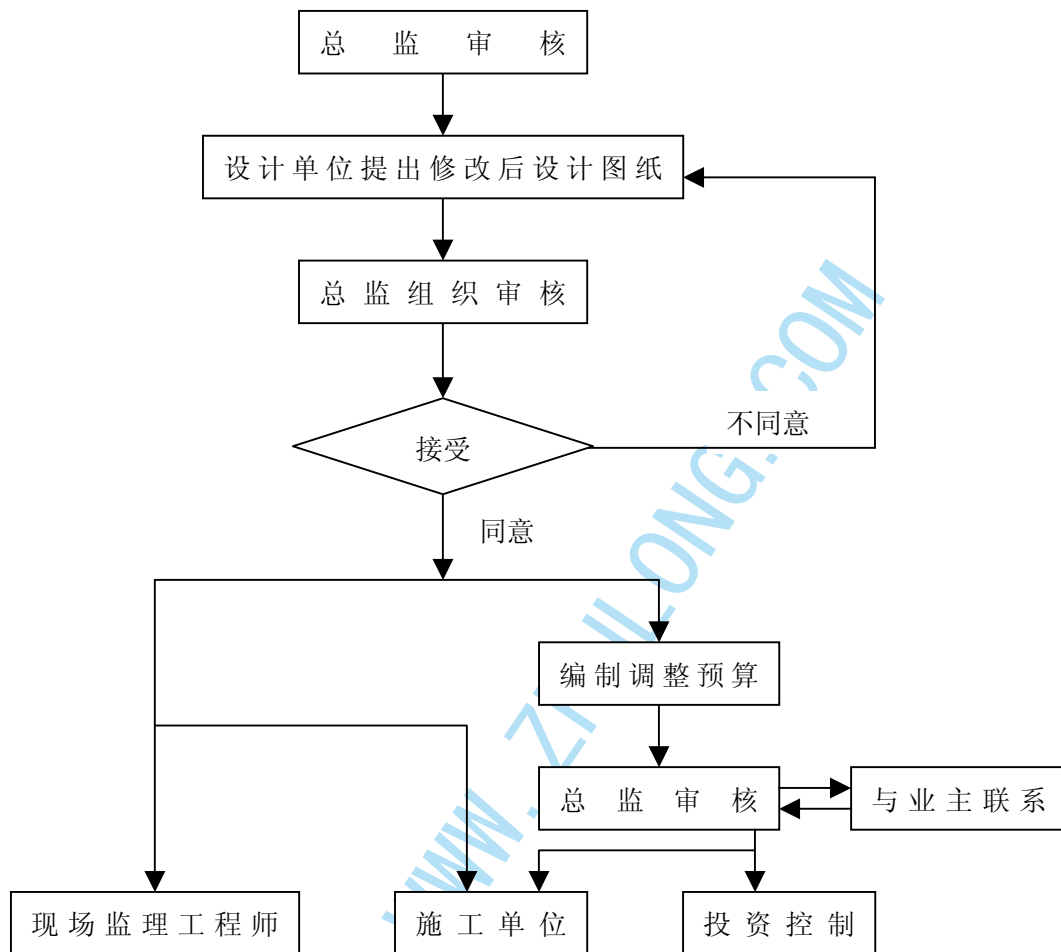 总监审核
设计单位提出修改后设计图纸
总监组织审核
接受
不同意
同意
编制调整预算
总监审核
与业主联系
现场监理工程师
施工单位
投资控制